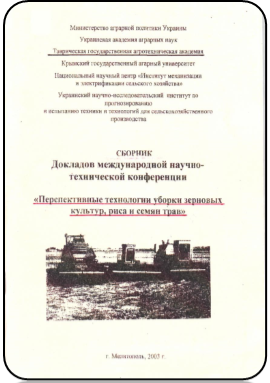 Министерство аграрной политики Украины
Украинская академия аграрных наук
Таврическая государственная агротехническая академия
Крымский государственный аграрный университет
Национальный научный центр «Институт механизации
и электрификации сельского хозяйства»
Украинский научно-исследовательский институт по
прогнозированию
и испытанию техники и технологий для сельскохозяйственного
производства
СБОРНИК
Докладов международной научно-
технической конференции
«Перспективные технологии уборки зерновых
культур, риса и семян трав»
г. Мелитополь, 2003 г.